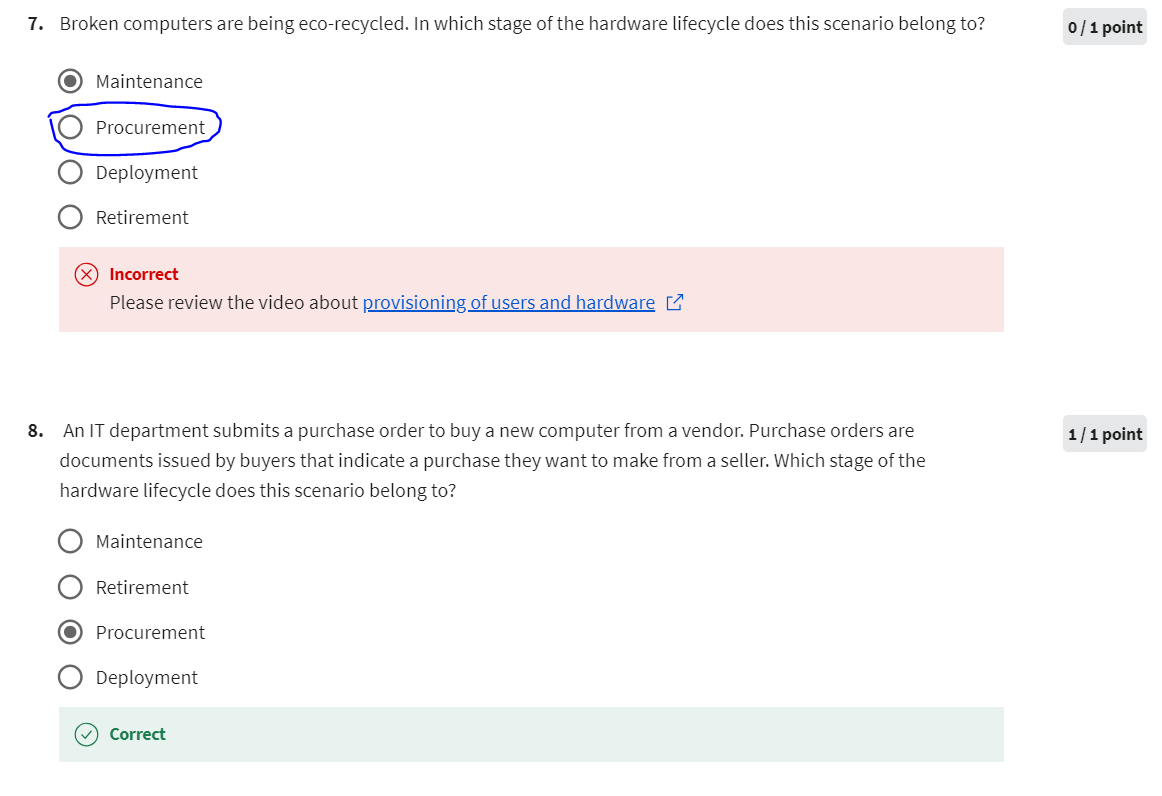 7. Broken computers are being eco-recycled. In which stage of the hardware lifecycle does this scenario belong to?
0 / 1 point
Maintenance
Procurement
Deployment
Retirement
Incorrect
Please review the video about provisioning of users and hardware
8. An IT department submits a purchase order to buy a new computer from a vendor. Purchase orders are
1 / 1 point
documents issued by buyers that indicate a purchase they want to make from a seller. Which stage of the
hardware lifecycle does this scenario belong to?
Maintenance
Retirement
Procurement
Deployment
Correct